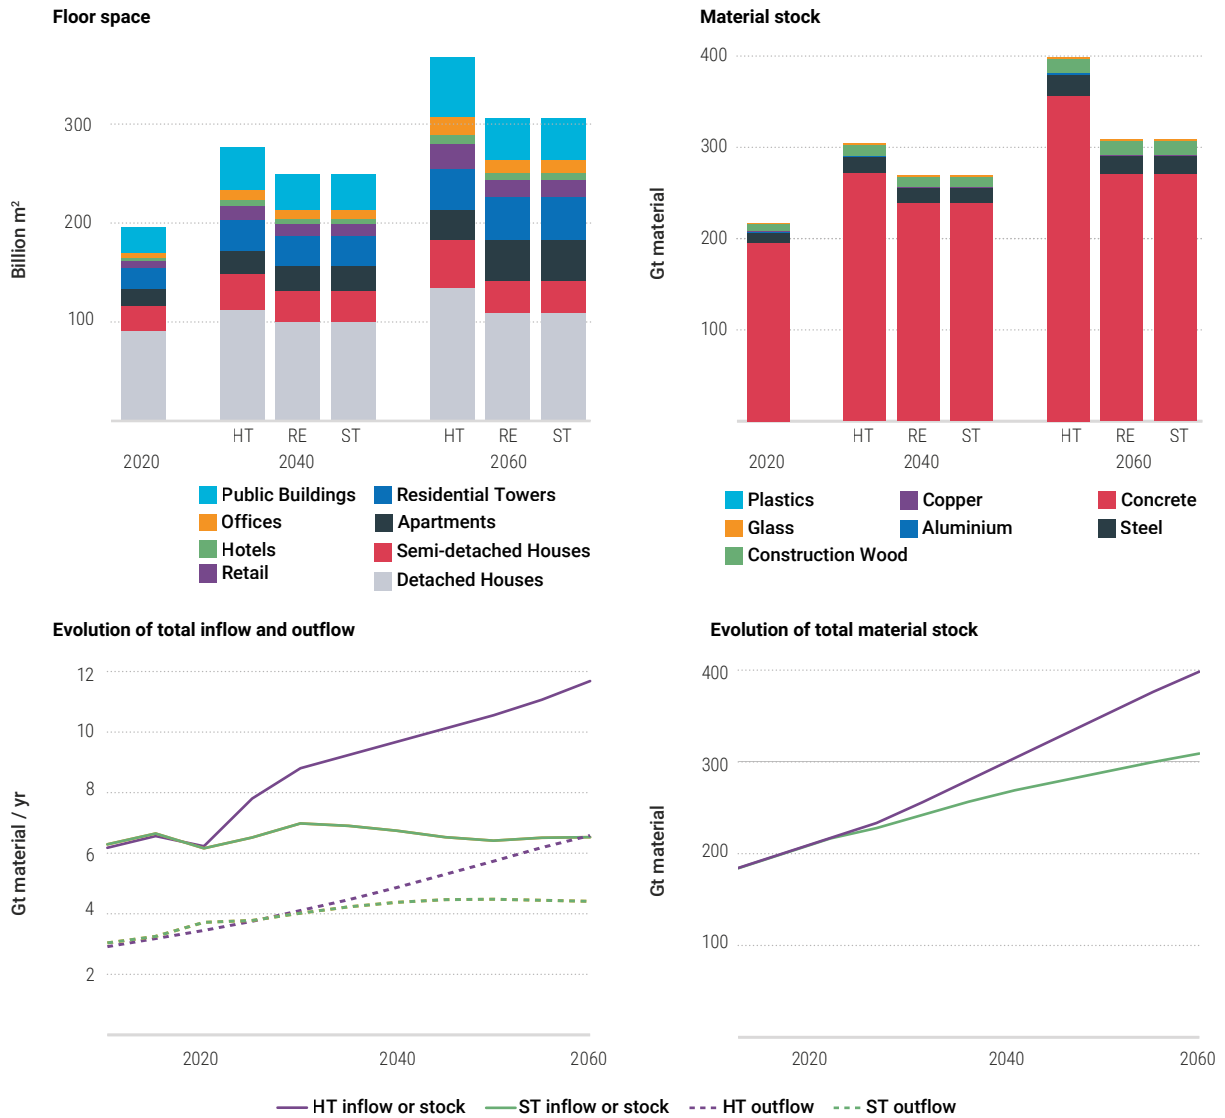 Floor space
Billion m²
300
200
100
HT RE ST HT RE ST
2020 2040 2060
Public Buildings
Offices
Hotels
Retail
Residential Towers
Apartments
Semi-detached Houses
Detached Houses
Material stock
Gt material
400
300
200
100
HT RE ST HT RE ST
2020 2040 2060
Plastics
Glass
Construction Wood
Copper
Aluminium
Concrete
Steel
Evolution of total inflow and outflow
Gt material / yr
12
10
8
6
4
2
2020 2040 2060
Evolution of total material stock
Gt material
400
300
200
100
2020 2040 2060
HT inflow or stock ST inflow or stock HT outflow ST outflow